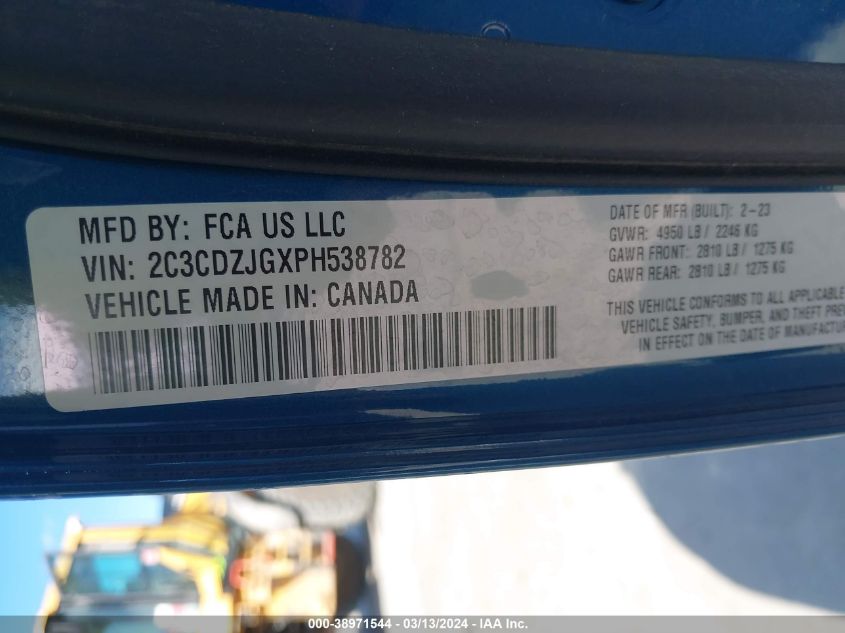 MFD BY: FCA US LLC
VIN: 2C3CDZJGXPH538782
VEHICLE MADE IN: CANADA
DATE OF MFR (BUILT): 2-23
GVWR: 4950 LB / 2246 KG
GAWR FRONT: 2810 LB / 1275 KG
GAWR REAR: 2810 LB / 1275 KG
THIS VEHICLE CONFORMS TO ALL APPLICABLE
VEHICLE SAFETY, BUMPER, AND THEFT PREV
IN EFFECT ON THE DATE OF MANUFACTUR
000-38971544 - 03/13/2024 - IAA Inc.